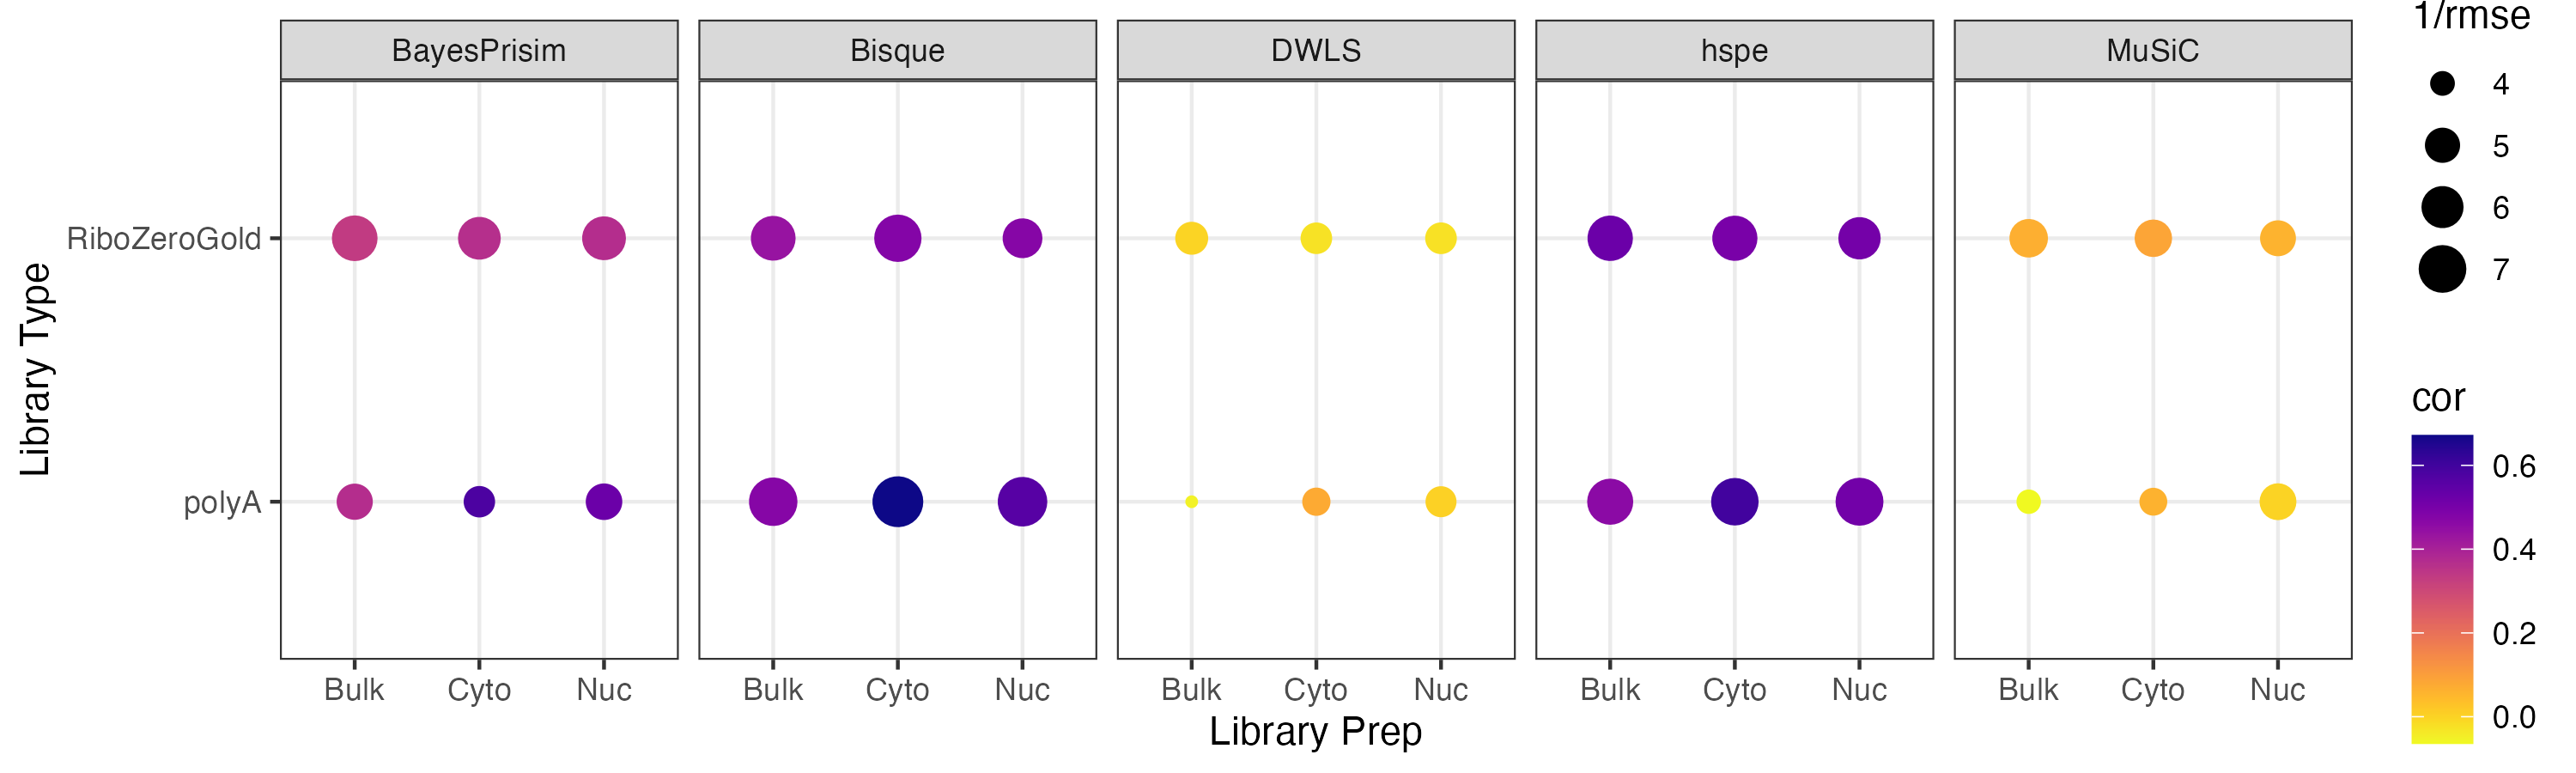 BayesPrisim
Bisque
DWLS
hspe
MuSiC
Library Type
RiboZeroGold
polyA
Bulk Cyto Nuc
Bulk Cyto Nuc
Bulk Cyto Nuc
Bulk Cyto Nuc
Bulk Cyto Nuc
Library Prep
1/rmse
4
5
6
7
cor
0.6
0.4
0.2
0.0